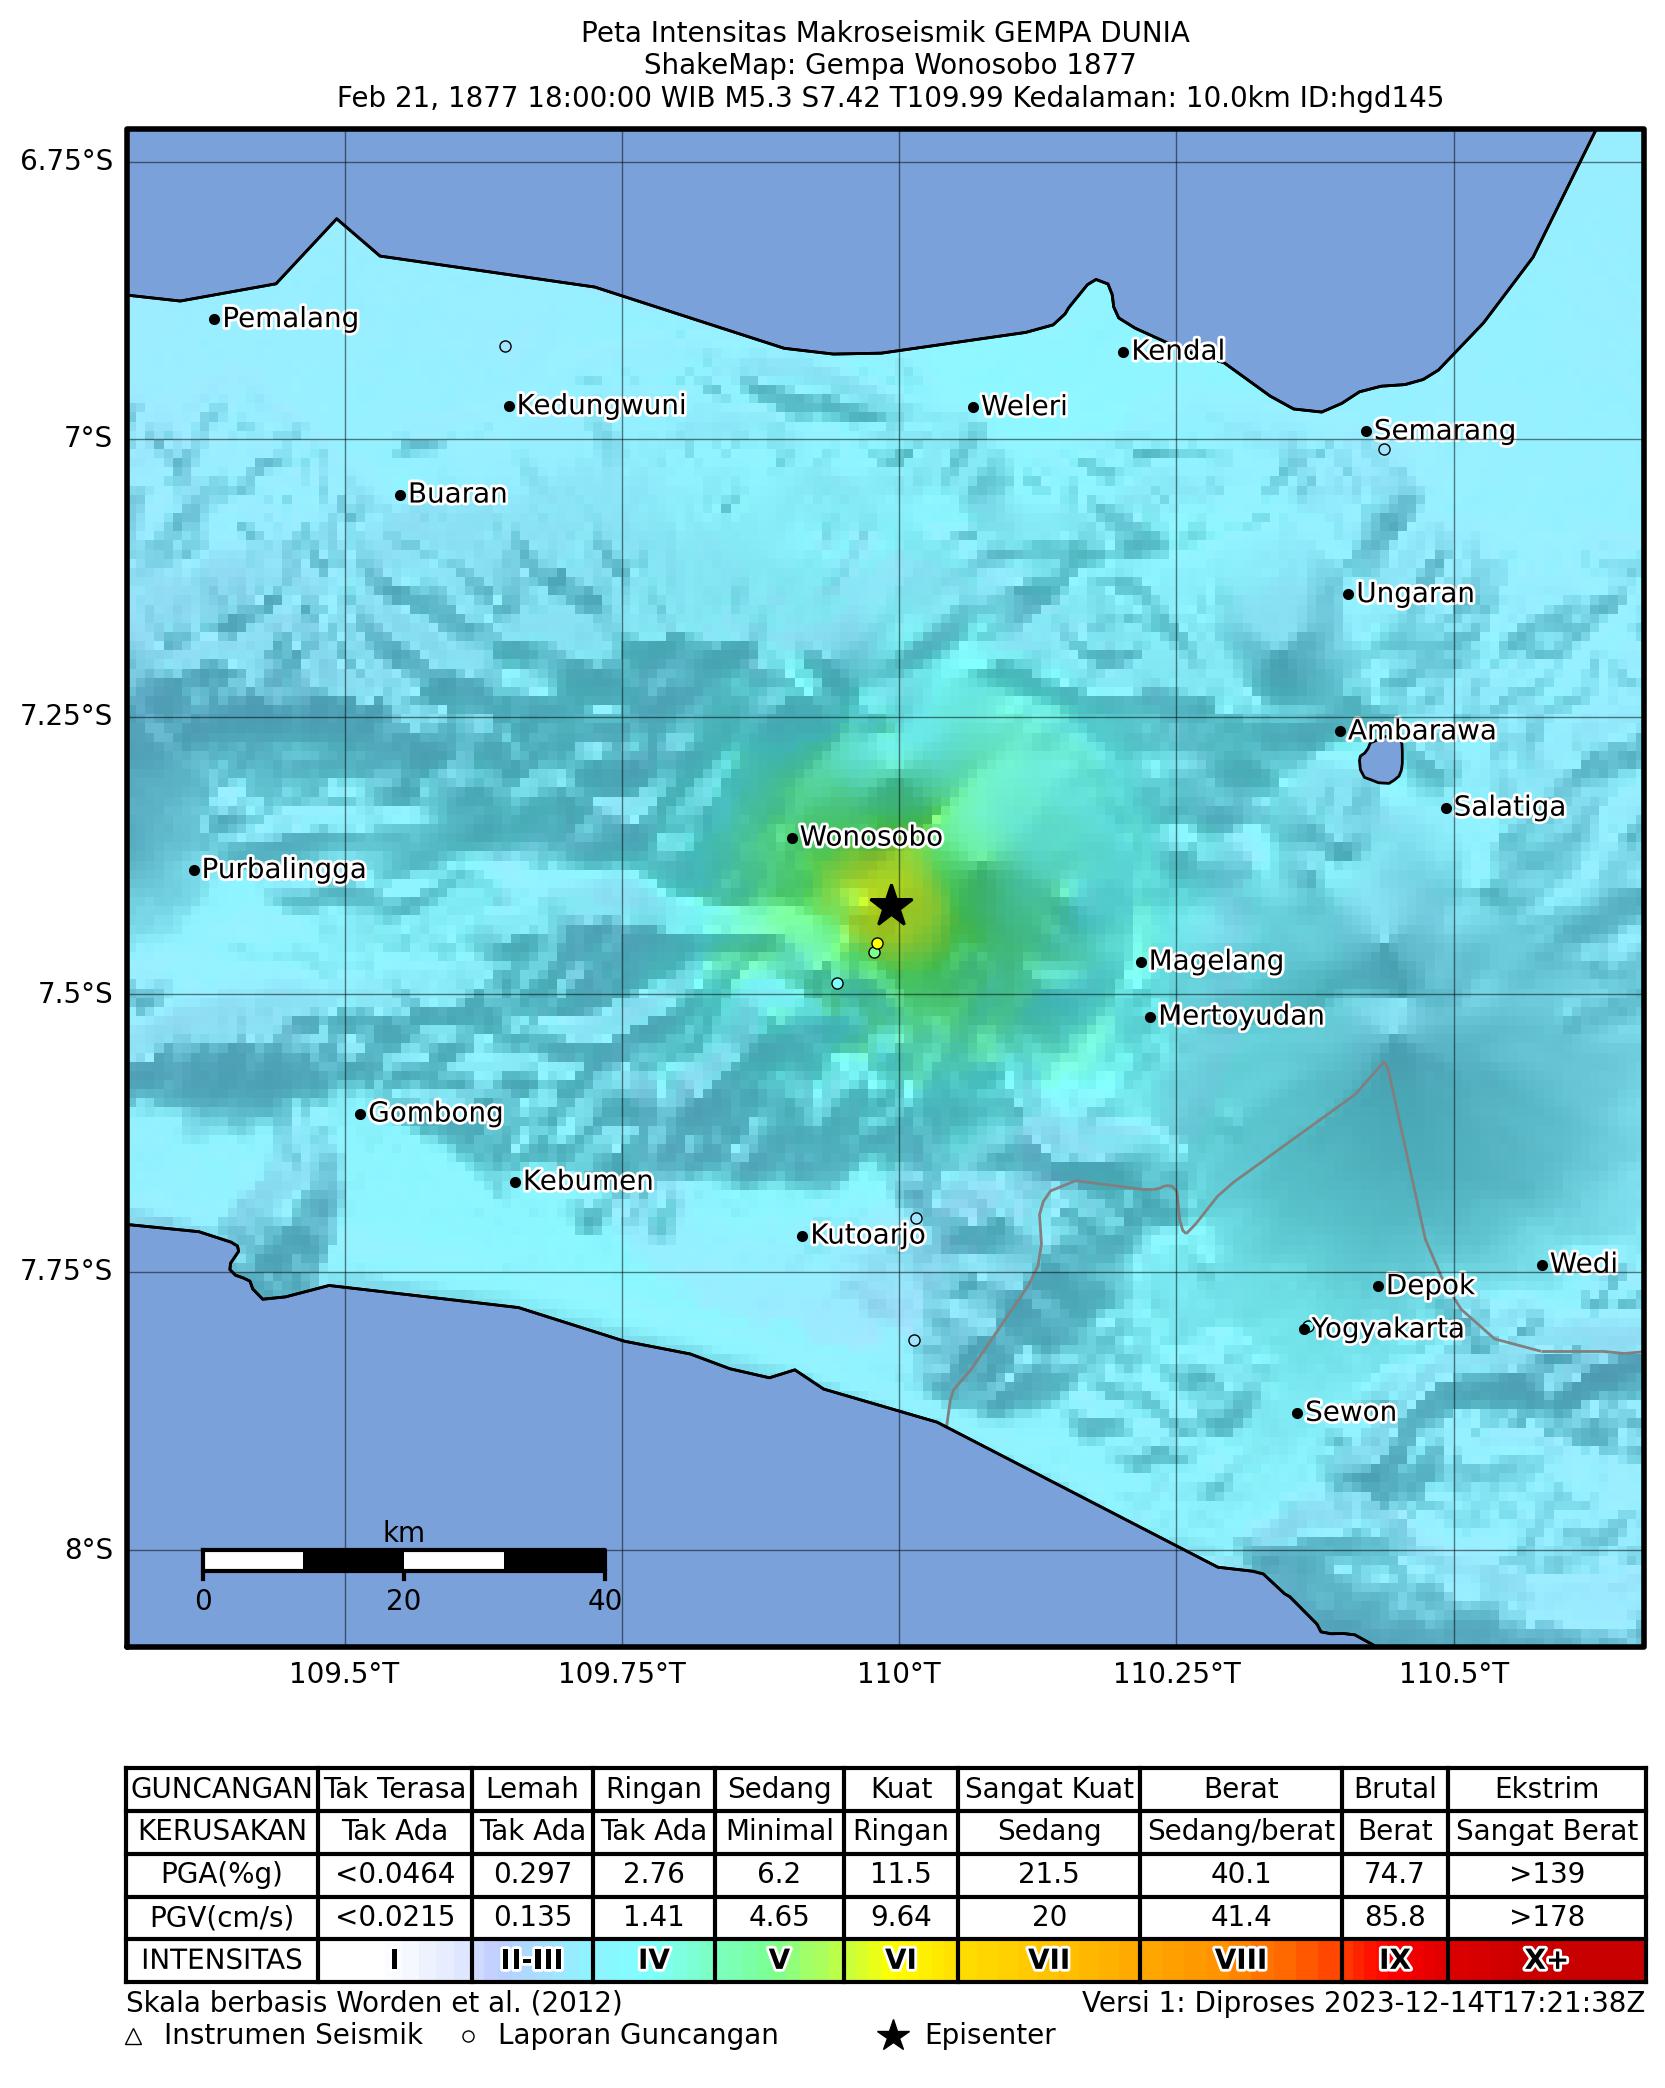 Peta Intensitas Makroseismik GEMPA DUNIA
ShakeMap: Gempa Wonosobo 1877
Feb 21, 1877 18:00:00 WIB M5.3 S7.42 T109.99 Kedalaman: 10.0km ID:hgd145
6.75°S
Pemalang
Kendal
Kedungwuni
Weleri
Semarang
7°S
Buaran
Ungaran
7.25°S
Ambarawa
Salatiga
Wonosobo
Purbalingga
Magelang
7.5°S
Mertoyudan
Gombong
Kebumen
Kutoarjo
Wedi
7.75°S
Depok
Yogyakarta
Sewon
km
8°S
0 20 40
109.5°T 109.75°T 110°T 110.25°T 110.5°T
GUNCANGAN Tak Terasa Lemah Ringan Sedang Kuat Sangat Kuat Berat Brutal Ekstrim
KERUSAKAN Tak Ada Tak Ada Tak Ada Minimal Ringan Sedang Sedang/berat Berat Sangat Berat
PGA(%g) <0.0464 0.297 2.76 6.2 11.5 21.5 40.1 74.7 >139
PGV(cm/s) <0.0215 0.135 1.41 4.65 9.64 20 41.4 85.8 >178
INTENSITAS I II-III IV V VI VII VIII IX X+
Skala berbasis Worden et al. (2012) Versi 1: Diproses 2023-12-14T17:21:38Z
Instrumen Seismik Laporan Guncangan Episenter